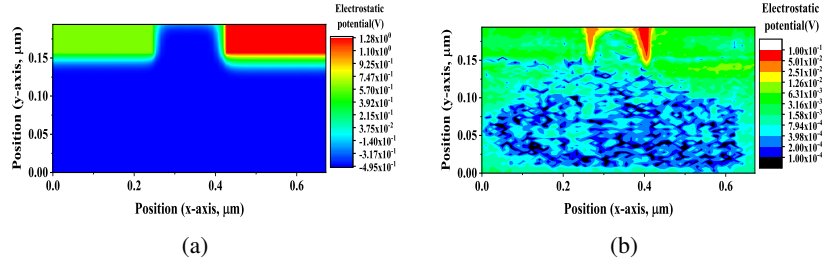 Electrostatic
potential(V)
1.28x10⁰
1.10x10⁰
9.24x10⁻¹
7.47x10⁻¹
5.70x10⁻¹
3.92x10⁻¹
2.15x10⁻¹
3.75x10⁻²
-1.40x10⁻¹
-3.17x10⁻¹
-4.95x10⁻¹
Position (y-axis, μm)
0.15
0.10
0.05
0.00
0.0 0.2 0.4 0.6
Position (x-axis, μm)
(a)
Electrostatic
potential(V)
1.00x10⁻¹
5.01x10⁻²
2.51x10⁻²
1.26x10⁻²
6.31x10⁻³
3.16x10⁻³
1.58x10⁻³
7.94x10⁻⁴
3.98x10⁻⁴
2.00x10⁻⁴
1.00x10⁻⁴
Position (y-axis, μm)
0.15
0.10
0.05
0.00
0.0 0.2 0.4 0.6
Position (x-axis, μm)
(b)